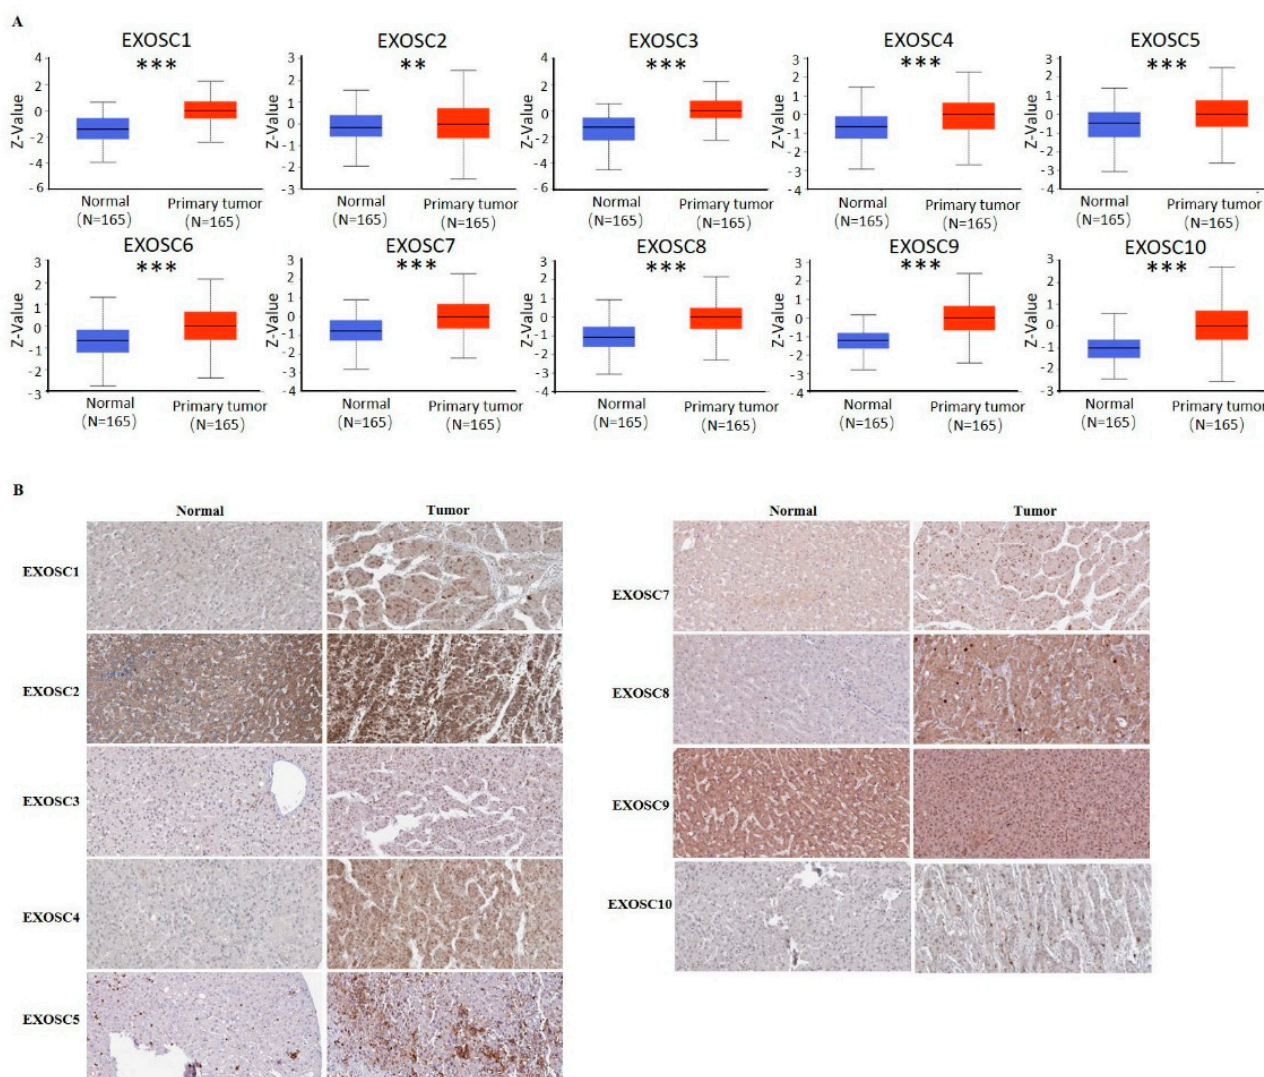 A
EXOSC1 EXOSC2 EXOSC3 EXOSC4 EXOSC5
*** ** *** *** ***
Z-Value 4 2 0 -2 -4 -6
Z-Value 3 2 1 0 -1 -2 -3
Z-Value 4 2 0 -2 -4 -6
Z-Value 3 2 1 0 -1 -2 -3 -4
Z-Value 3 2 1 0 -1 -2 -3 -4
Normal Primary tumor Normal Primary tumor Normal Primary tumor Normal Primary tumor Normal Primary tumor
(N=165) (N=165) (N=165) (N=165) (N=165) (N=165) (N=165) (N=165) (N=165) (N=165)
EXOSC6 EXOSC7 EXOSC8 EXOSC9 EXOSC10
*** *** *** *** ***
Z-Value 3 2 1 0 -1 -2 -3
Z-Value 3 2 1 0 -1 -2 -3 -4
Z-Value 3 2 1 0 -1 -2 -3 -4
Z-Value 3 2 1 0 -1 -2 -3 -4
Z-Value 3 2 1 0 -1 -2 -3
Normal Primary tumor Normal Primary tumor Normal Primary tumor Normal Primary tumor Normal Primary tumor
(N=165) (N=165) (N=165) (N=165) (N=165) (N=165) (N=165) (N=165) (N=165) (N=165)
B
Normal Tumor
EXOSC1
EXOSC2
EXOSC3
EXOSC4
EXOSC5
Normal Tumor
EXOSC7
EXOSC8
EXOSC9
EXOSC10